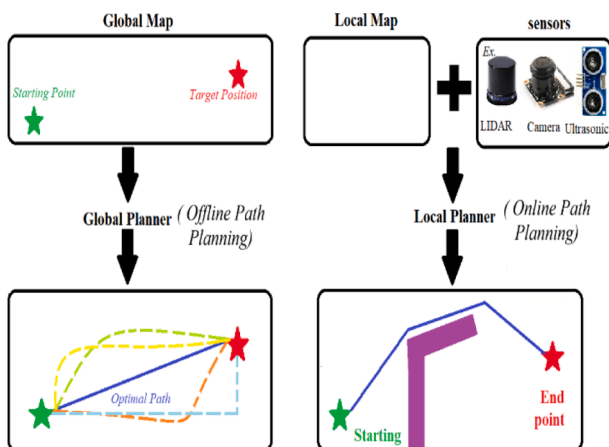 Global Map
Starting Point
Target Position
Local Map
sensors
Ex.
LIDAR
Camera
Ultrasonic
Global Planner
( Offline Path
Planning)
Local Planner
( Online Path
Planning)
Optimal Path
Starting
End
point